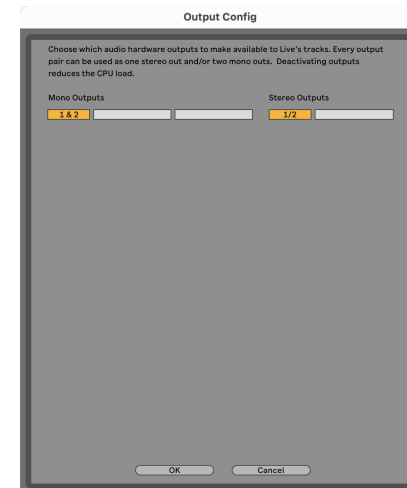 Output Config
Choose which audio hardware outputs to make available to Live's tracks. Every output
pair can be used as one stereo out and/or two mono outs. Deactivating outputs
reduces the CPU load.
Mono Outputs
Stereo Outputs
1 & 2
1/2
OK
Cancel